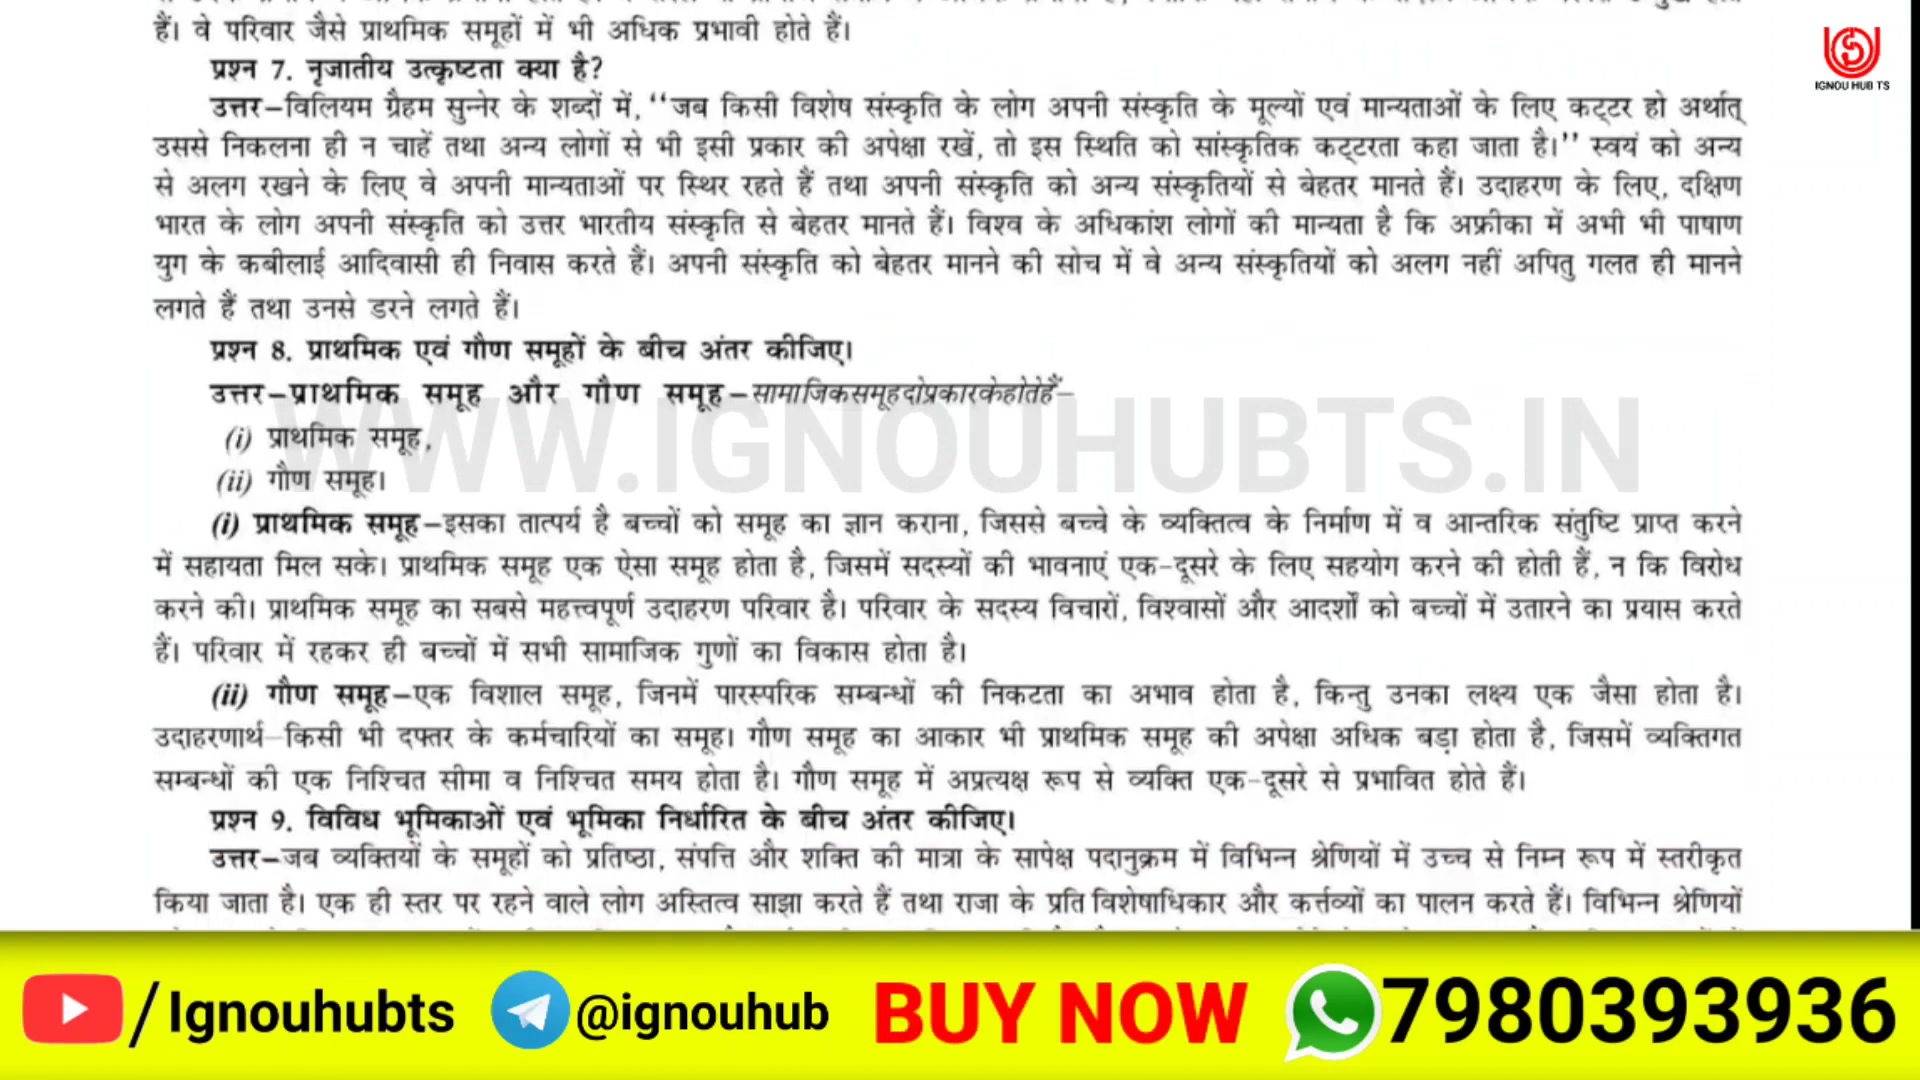 हैं। वे परिवार जैसे प्राथमिक समूहों में भी अधिक प्रभावी होते हैं।
IGNOU HUB TS
प्रश्न 7. नृजातीय उत्कृष्टता क्या है?
उत्तर–विलियम ग्रैहम सुन्नेर के शब्दों में, ‘‘जब किसी विशेष संस्कृति के लोग अपनी संस्कृति के मूल्यों एवं मान्यताओं के लिए कट्टर हो अर्थात्
उससे निकलना ही न चाहें तथा अन्य लोगों से भी इसी प्रकार की अपेक्षा रखें, तो इस स्थिति को सांस्कृतिक कट्टरता कहा जाता है।’’ स्वयं को अन्य
से अलग रखने के लिए वे अपनी मान्यताओं पर स्थिर रहते हैं तथा अपनी संस्कृति को अन्य संस्कृतियों से बेहतर मानते हैं। उदाहरण के लिए, दक्षिण
भारत के लोग अपनी संस्कृति को उत्तर भारतीय संस्कृति से बेहतर मानते हैं। विश्व के अधिकांश लोगों की मान्यता है कि अफ्रीका में अभी भी पाषाण
युग के कबीलाई आदिवासी ही निवास करते हैं। अपनी संस्कृति को बेहतर मानने की सोच में वे अन्य संस्कृतियों को अलग नहीं अपितु गलत ही मानने
लगते हैं तथा उनसे डरने लगते हैं।
प्रश्न 8. प्राथमिक एवं गौण समूहों के बीच अंतर कीजिए।
उत्तर–प्राथमिक समूह और गौण समूह–सामाजिकसमूहदोप्रकारकेहोतेहैं–
WWW.IGNOUHUBTS.IN
(i) प्राथमिक समूह,
(ii) गौण समूह।
(i) प्राथमिक समूह–इसका तात्पर्य है बच्चों को समूह का ज्ञान कराना, जिससे बच्चे के व्यक्तित्व के निर्माण में व आन्तरिक संतुष्टि प्राप्त करने
में सहायता मिल सके। प्राथमिक समूह एक ऐसा समूह होता है, जिसमें सदस्यों की भावनाएं एक-दूसरे के लिए सहयोग करने की होती हैं, न कि विरोध
करने की। प्राथमिक समूह का सबसे महत्त्वपूर्ण उदाहरण परिवार है। परिवार के सदस्य विचारों, विश्वासों और आदर्शों को बच्चों में उतारने का प्रयास करते
हैं। परिवार में रहकर ही बच्चों में सभी सामाजिक गुणों का विकास होता है।
(ii) गौण समूह–एक विशाल समूह, जिनमें पारस्परिक सम्बन्धों की निकटता का अभाव होता है, किन्तु उनका लक्ष्य एक जैसा होता है।
उदाहरणार्थ–किसी भी दफ्तर के कर्मचारियों का समूह। गौण समूह का आकार भी प्राथमिक समूह की अपेक्षा अधिक बड़ा होता है, जिसमें व्यक्तिगत
सम्बन्धों की एक निश्चित सीमा व निश्चित समय होता है। गौण समूह में अप्रत्यक्ष रूप से व्यक्ति एक-दूसरे से प्रभावित होते हैं।
प्रश्न 9. विविध भूमिकाओं एवं भूमिका निर्धारित के बीच अंतर कीजिए।
उत्तर–जब व्यक्तियों के समूहों को प्रतिष्ठा, संपत्ति और शक्ति की मात्रा के सापेक्ष पदानुक्रम में विभिन्न श्रेणियों में उच्च से निम्न रूप में स्तरीकृत
किया जाता है। एक ही स्तर पर रहने वाले लोग अस्तित्व साझा करते हैं तथा राजा के प्रति विशेषाधिकार और कर्त्तव्यों का पालन करते हैं। विभिन्न श्रेणियों
/Ignouhubts @ignouhub BUY NOW 7980393936